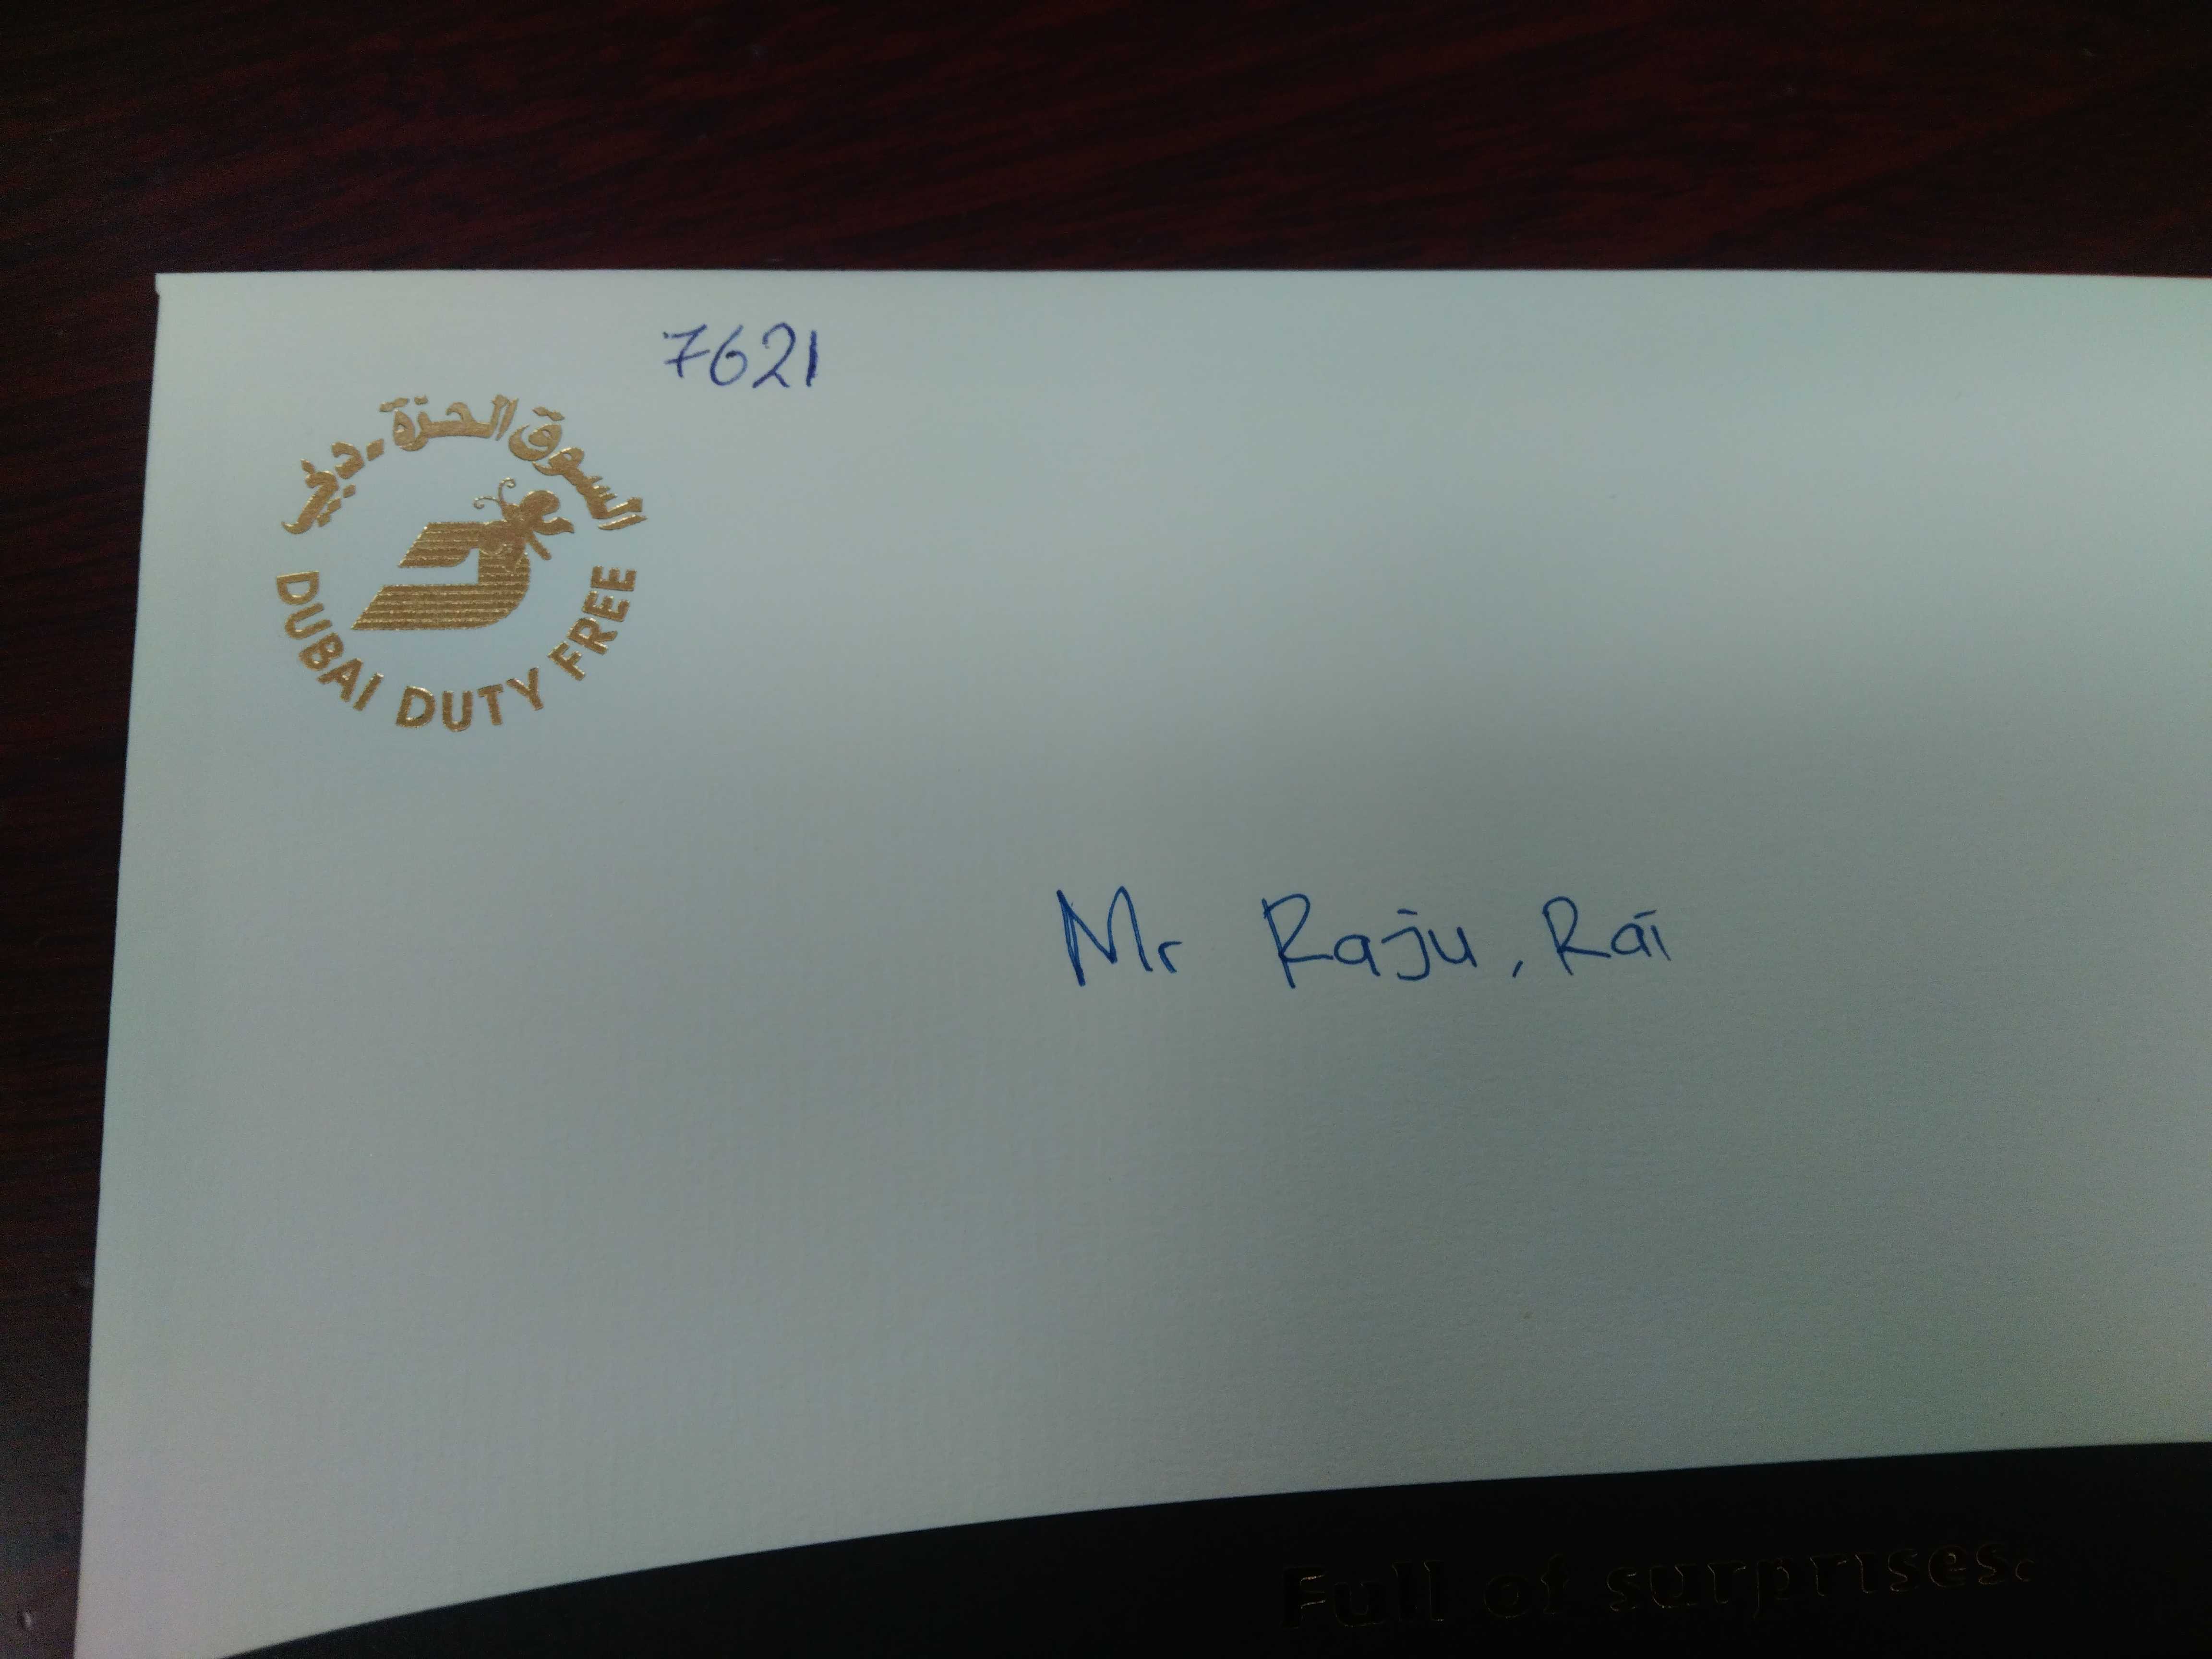 7621
السوق الحرة - دبي
DUBAI DUTY FREE
Mr Raju, Rai
Full of surprises.